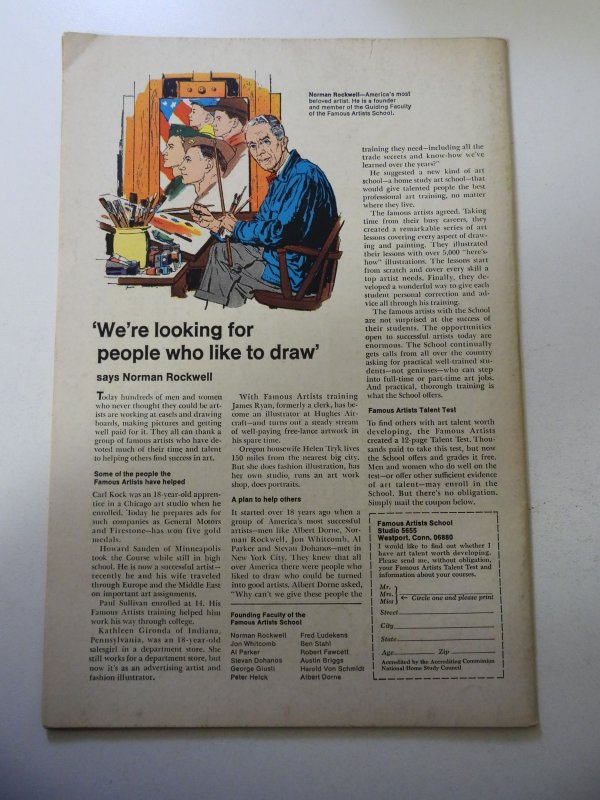 Norman Rockwell—America's most
beloved artist. He is a founder
and member of the Guiding Faculty
of the Famous Artists School.
'We're looking for
people who like to draw'
says Norman Rockwell
Today hundreds of men and women
who never thought they could be art-
ists are working at easels and drawing
boards, making pictures and getting
well paid for it. They all can thank a
group of famous artists who have de-
voted much of their time and talent
to helping others find success in art.
Some of the people the
Famous Artists have helped
Carl Kock was an 18-year-old appren-
tice in a Chicago art studio when he
enrolled. Today he prepares ads for
such companies as General Motors
and Firestone—has won five gold
medals.
Howard Sanden of Minneapolis
took the Course while still in high
school. He is now a successful artist—
recently he and his wife traveled
through Europe and the Middle East
on important art assignments.
Paul Sullivan enrolled at 14. His
Famous Artists training helped him
work his way through college.
Kathleen Gironda of Indiana,
Pennsylvania, was an 18-year-old
salesgirl in a department store. She
still works for a department store, but
now it's as an advertising artist and
fashion illustrator.
With Famous Artists training
James Ryan, formerly a clerk, has be-
come an illustrator at Hughes Air-
craft—and turns out a steady stream
of well-paying free-lance artwork in
his spare time.
Oregon housewife Helen Tryk lives
150 miles from the nearest big city.
But she does fashion illustration, has
her own studio, runs an art work
shop, does portraits.
A plan to help others
It started over 18 years ago when a
group of America's most successful
artists—men like Albert Dorne, Nor-
man Rockwell, Jon Whitcomb, Al
Parker and Stevan Dohanos—met in
New York City. They knew that all
over America there were people who
liked to draw who could be turned
into good artists. Albert Dorne asked,
"Why can't we give these people the
Founding Faculty of the
Famous Artists School
Norman Rockwell
Jon Whitcomb
Al Parker
Stevan Dohanos
George Giusti
Peter Helck
Fred Ludekens
Ben Stahl
Robert Fawcett
Austin Briggs
Harold Von Schmidt
Albert Dorne
training they need—including all the
trade secrets and know-how we've
learned over the years?"
He suggested a new kind of art
school—a home study art school—that
would give talented people the best
professional art training, no matter
where they live.
The famous artists agreed. Taking
time from their busy careers, they
created a remarkable series of art
lessons covering every aspect of draw-
ing and painting. They illustrated
their lessons with over 5,000 "here's-
how" illustrations. The lessons start
from scratch and cover every skill a
top artist needs. Finally, they de-
veloped a wonderful way to give each
student personal correction and ad-
vice all through his training.
The famous artists with the School
are not surprised at the success of
their students. The opportunities
open to successful artists today are
enormous. The School continually
gets calls from all over the country
asking for practical well-trained stu-
dents—not geniuses—who can step
into full-time or part-time art jobs.
And practical, thorough training is
what the School offers.
Famous Artists Talent Test
To find others with art talent worth
developing, the Famous Artists
created a 12-page Talent Test. Thou-
sands paid to take this test, but now
the School offers and grades it free.
Men and women who do well on the
test—or offer other sufficient evidence
of art talent—may enroll in the
School. But there's no obligation.
Simply mail the coupon below.
Famous Artists School
Studio 5655
Westport, Conn. 06880
I would like to find out whether I
have art talent worth developing.
Please send me, without obligation,
your Famous Artists Talent Test and
information about your courses.
Mr.
Mrs. ← Circle one and please print
Miss
Street
City
State
Age Zip
Accredited by the Accrediting Commission
National Home Study Council